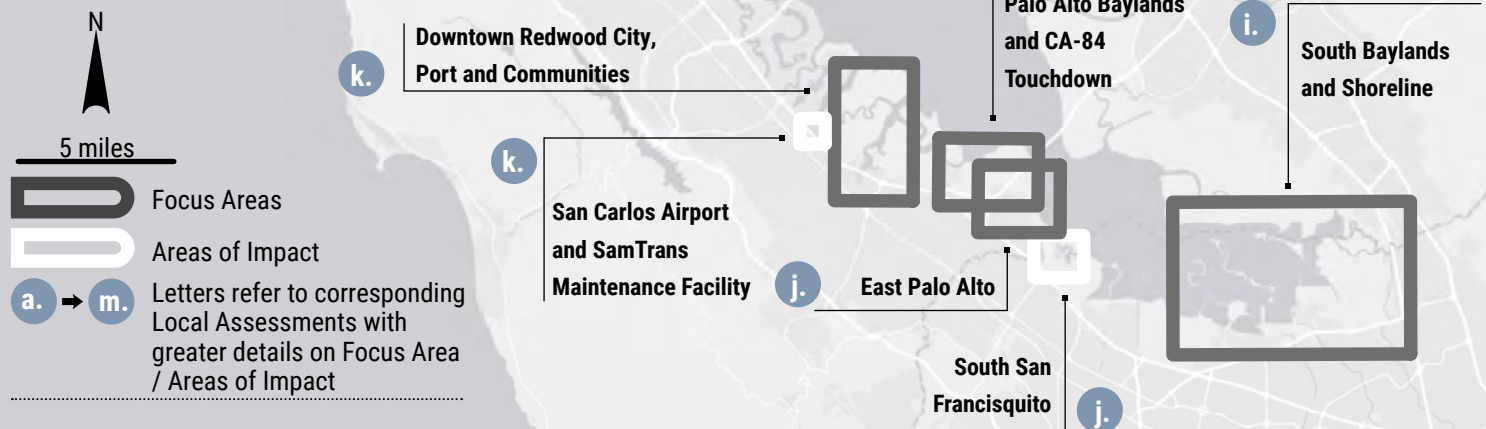 N
5 miles
Focus Areas
Areas of Impact
a.
m.
Letters refer to corresponding
Local Assessments with
greater details on Focus Area
/ Areas of Impact
k.
Downtown Redwood City,
Port and Communities
k.
San Carlos Airport
and SamTrans
Maintenance Facility
Palo Alto Baylands
and CA-84
Touchdown
i.
South Baylands
and Shoreline
j.
East Palo Alto
South San
Francisquito
j.